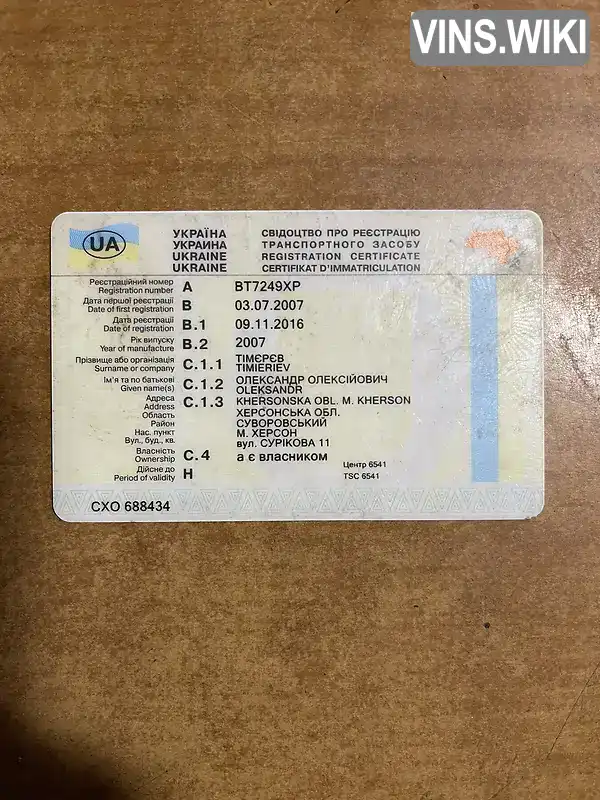 VINS.WIKI
UA
УКРАЇНА СВІДОЦТВО ПРО РЕЄСТРАЦІЮ
УКРАИНА ТРАНСПОРТНОГО ЗАСОБУ
UKRAINE REGISTRATION CERTIFICATE
UKRAINE CERTIFIKAT D'IMMATRICULATION
Реєстраційний номер
Registration number A BT7249XP
Дата першої реєстрації
Date of first registration B 03.07.2007
Дата реєстрації
Date of registration B.1 09.11.2016
Рік випуску
Year of manufacture B.2 2007
Прізвище або організація C.1.1 ТІМЄРЄВ
Surname or company TIMIERIEV
Ім'я та по батькові C.1.2 ОЛЕКСАНДР ОЛЕКСІЙОВИЧ
Given name(s) OLEKSANDR
Адреса C.1.3 KHERSONSKA OBL. M. KHERSON
Address
Область ХЕРСОНСЬКА ОБЛ.
Район СУВОРОВСЬКИЙ
Нас. пункт М. ХЕРСОН
Вул., буд., кв. вул. СУРІКОВА 11
Власність
Ownership C.4 а є власником
Дійсне до
Period of validity H
Центр 6541
TSC 6541
СХО 688434